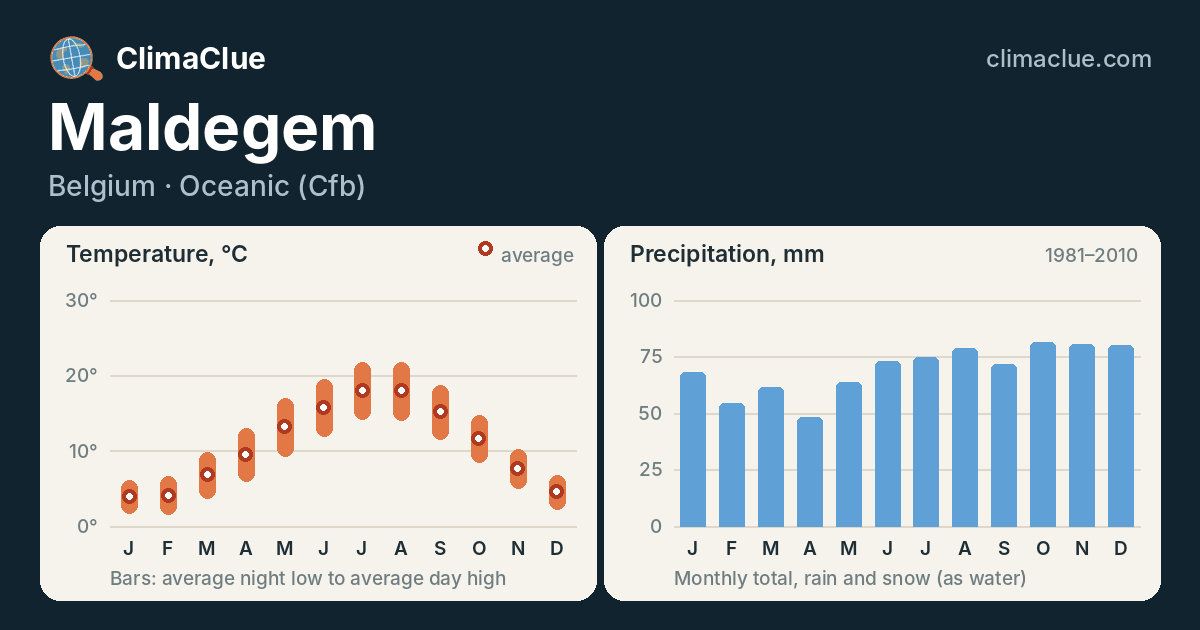 ClimaClue
climaclue.com
Maldegem
Belgium · Oceanic (Cfb)
Temperature, °C
average
30°
20°
10°
0°
J F M A M J J A S O N D
Bars: average night low to average day high
Precipitation, mm
1981–2010
100
75
50
25
0
J F M A M J J A S O N D
Monthly total, rain and snow (as water)